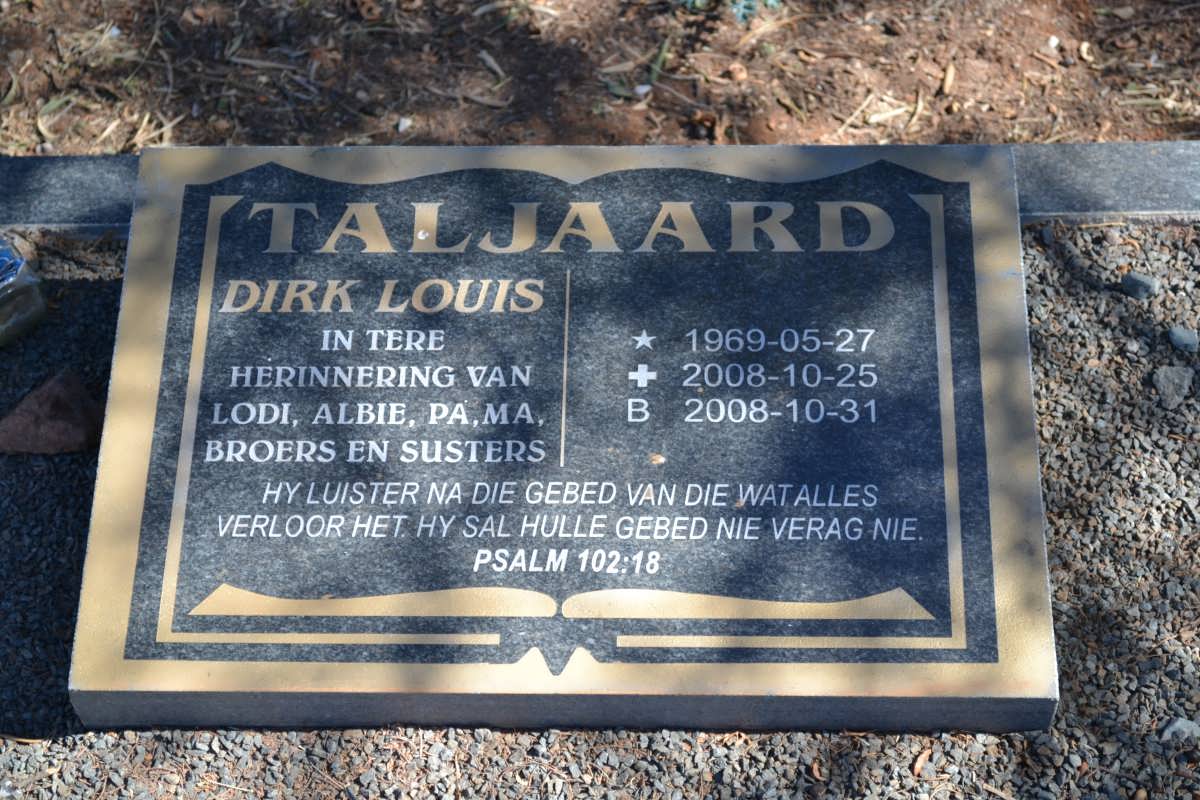 TALJAARD
DIRK LOUIS
IN TERE
HERINNERING VAN
LODI, ALBIE, PA, MA,
BROERS EN SUSTERS
★ 1969-05-27
✚ 2008-10-25
B 2008-10-31
HY LUISTER NA DIE GEBED VAN DIE WAT ALLES
VERLOOR HET. HY SAL HULLE GEBED NIE VERAG NIE.
PSALM 102:18